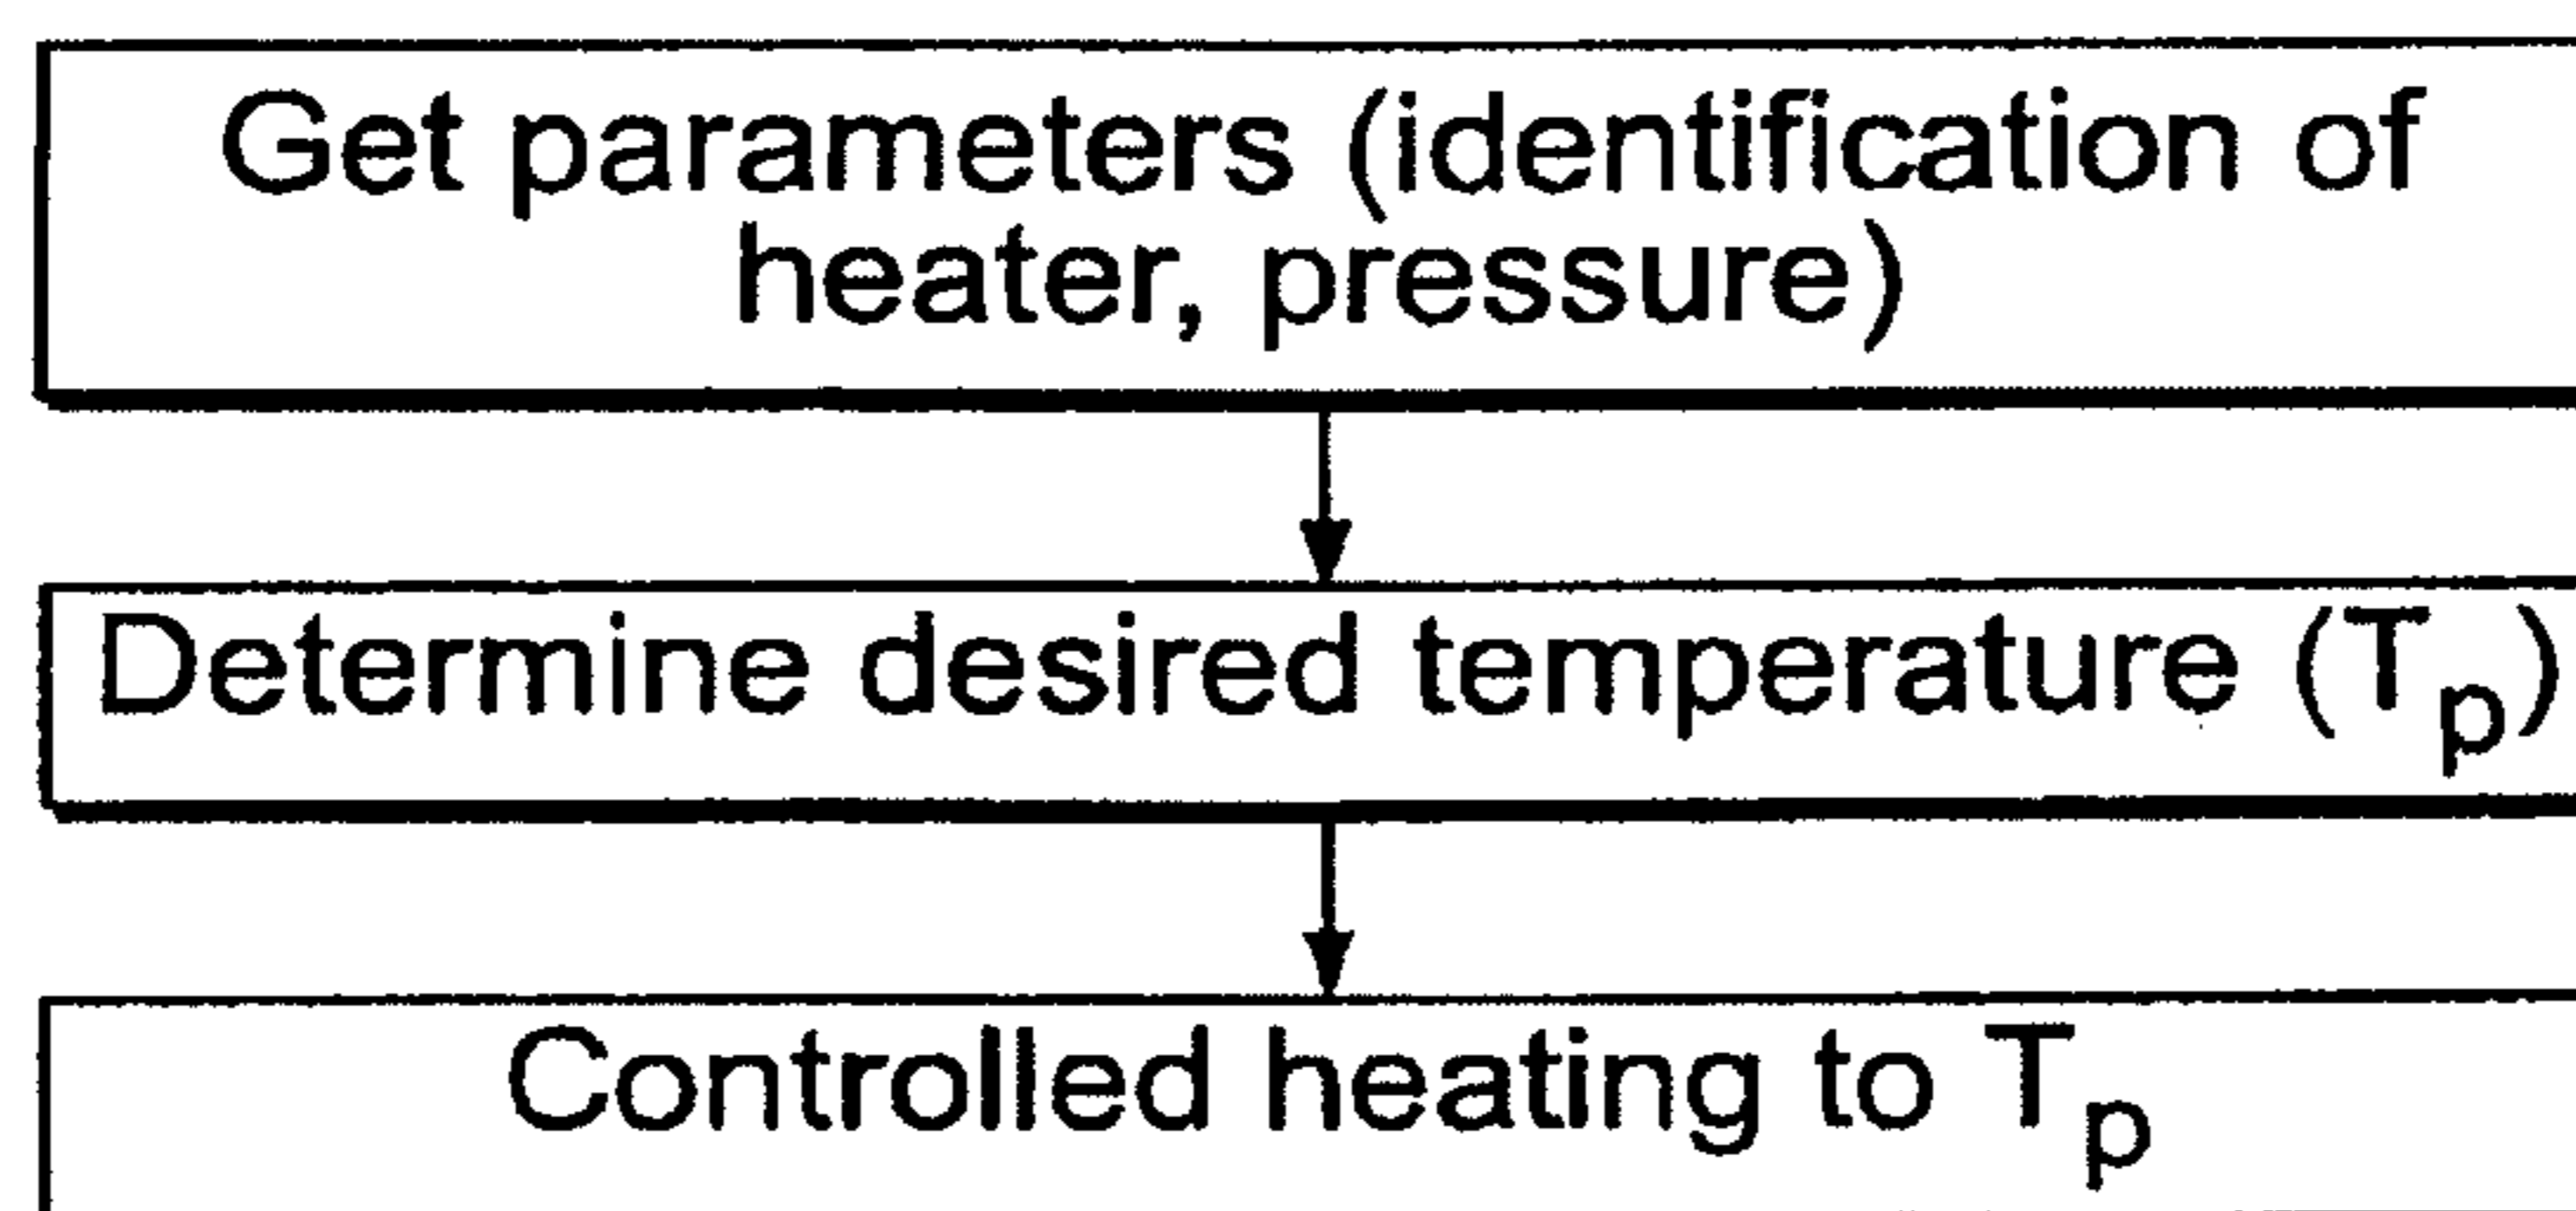 Get parameters (identification of
heater, pressure)
Determine desired temperature (Tp)
Controlled heating to Tp